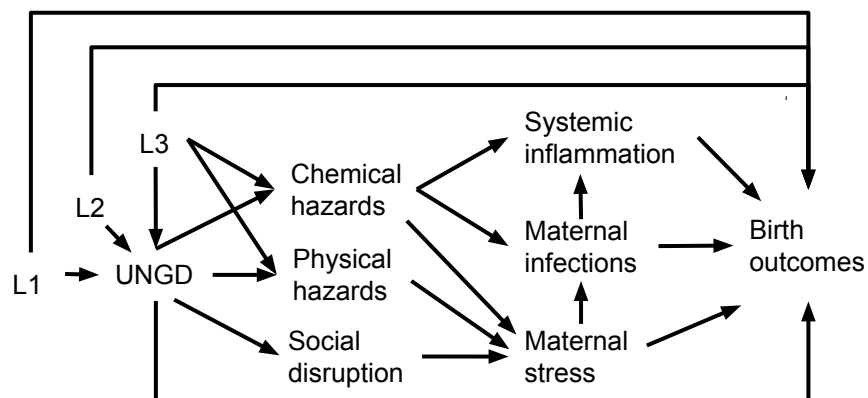 L3
L2
L1
UNGD
Chemical
hazards
Physical
hazards
Social
disruption
Systemic
inflammation
Maternal
infections
Maternal
stress
Birth
outcomes